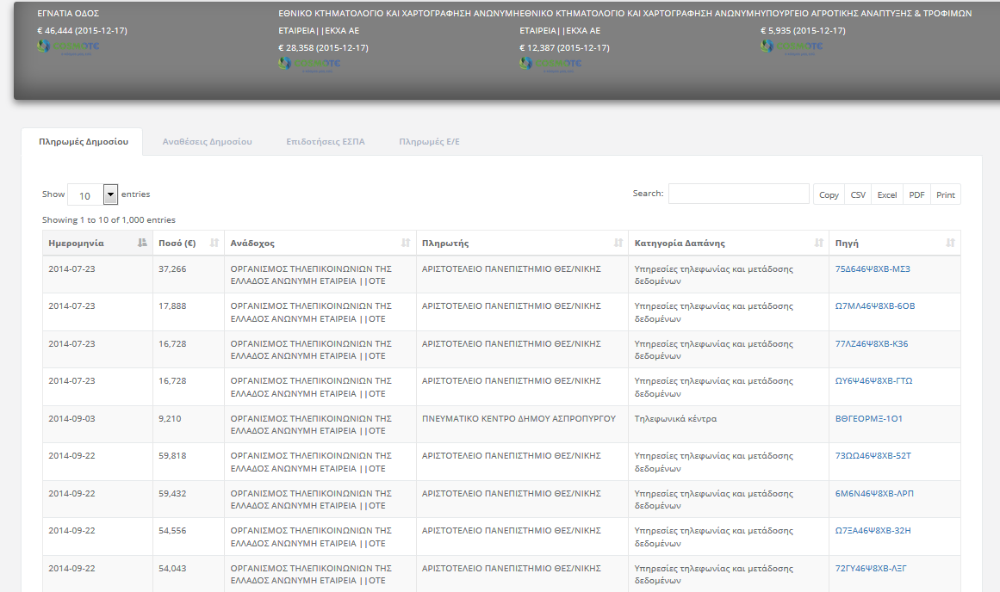 ΕΓΝΑΤΙΑ ΟΔΟΣ
€ 46,444 (2015-12-17)
ΕΘΝΙΚΟ ΚΤΗΜΑΤΟΛΟΓΙΟ ΚΑΙ ΧΑΡΤΟΓΡΑΦΗΣΗ ΑΝΩΝΥΜΗ
ΕΤΑΙΡΕΙΑ||ΕΚΧΑ ΑΕ
€ 28,358 (2015-12-17)
ΕΘΝΙΚΟ ΚΤΗΜΑΤΟΛΟΓΙΟ ΚΑΙ ΧΑΡΤΟΓΡΑΦΗΣΗ ΑΝΩΝΥΜΗ
ΕΤΑΙΡΕΙΑ||ΕΚΧΑ ΑΕ
€ 12,387 (2015-12-17)
ΥΠΟΥΡΓΕΙΟ ΑΓΡΟΤΙΚΗΣ ΑΝΑΠΤΥΞΗΣ & ΤΡΟΦΙΜΩΝ
€ 5,935 (2015-12-17)
Πληρωμές Δημοσίου Αναθέσεις Δημοσίου Επιδοτήσεις ΕΣΠΑ Πληρωμές Ε/Ε
Show 10 entries Search: Copy CSV Excel PDF Print
Showing 1 to 10 of 1,000 entries
Ημερομηνία Ποσό (€) Ανάδοχος Πληρωτής Κατηγορία Δαπάνης Πηγή
2014-07-23 37,266 ΟΡΓΑΝΙΣΜΟΣ ΤΗΛΕΠΙΚΟΙΝΩΝΙΩΝ ΤΗΣ ΑΡΙΣΤΟΤΕΛΕΙΟ ΠΑΝΕΠΙΣΤΗΜΙΟ ΘΕΣ/ΝΙΚΗΣ Υπηρεσίες τηλεφωνίας και μετάδοσης 75Δ646Ψ8ΧΒ-ΜΣ3
ΕΛΛΑΔΟΣ ΑΝΩΝΥΜΗ ΕΤΑΙΡΕΙΑ ||ΟΤΕ δεδομένων
2014-07-23 17,888 ΟΡΓΑΝΙΣΜΟΣ ΤΗΛΕΠΙΚΟΙΝΩΝΙΩΝ ΤΗΣ ΑΡΙΣΤΟΤΕΛΕΙΟ ΠΑΝΕΠΙΣΤΗΜΙΟ ΘΕΣ/ΝΙΚΗΣ Υπηρεσίες τηλεφωνίας και μετάδοσης Ω7ΜΛ46Ψ8ΧΒ-6ΟΒ
ΕΛΛΑΔΟΣ ΑΝΩΝΥΜΗ ΕΤΑΙΡΕΙΑ ||ΟΤΕ δεδομένων
2014-07-23 16,728 ΟΡΓΑΝΙΣΜΟΣ ΤΗΛΕΠΙΚΟΙΝΩΝΙΩΝ ΤΗΣ ΑΡΙΣΤΟΤΕΛΕΙΟ ΠΑΝΕΠΙΣΤΗΜΙΟ ΘΕΣ/ΝΙΚΗΣ Υπηρεσίες τηλεφωνίας και μετάδοσης 77ΛΖ46Ψ8ΧΒ-Κ36
ΕΛΛΑΔΟΣ ΑΝΩΝΥΜΗ ΕΤΑΙΡΕΙΑ ||ΟΤΕ δεδομένων
2014-07-23 16,728 ΟΡΓΑΝΙΣΜΟΣ ΤΗΛΕΠΙΚΟΙΝΩΝΙΩΝ ΤΗΣ ΑΡΙΣΤΟΤΕΛΕΙΟ ΠΑΝΕΠΙΣΤΗΜΙΟ ΘΕΣ/ΝΙΚΗΣ Υπηρεσίες τηλεφωνίας και μετάδοσης ΩΥ6Ψ46Ψ8ΧΒ-ΓΤΩ
ΕΛΛΑΔΟΣ ΑΝΩΝΥΜΗ ΕΤΑΙΡΕΙΑ ||ΟΤΕ δεδομένων
2014-09-03 9,210 ΟΡΓΑΝΙΣΜΟΣ ΤΗΛΕΠΙΚΟΙΝΩΝΙΩΝ ΤΗΣ ΠΝΕΥΜΑΤΙΚΟ ΚΕΝΤΡΟ ΔΗΜΟΥ ΑΣΠΡΟΠΥΡΓΟΥ Τηλεφωνικά κέντρα ΒΘΓΕΟΡΜΞ-1Ο1
ΕΛΛΑΔΟΣ ΑΝΩΝΥΜΗ ΕΤΑΙΡΕΙΑ ||ΟΤΕ
2014-09-22 59,818 ΟΡΓΑΝΙΣΜΟΣ ΤΗΛΕΠΙΚΟΙΝΩΝΙΩΝ ΤΗΣ ΑΡΙΣΤΟΤΕΛΕΙΟ ΠΑΝΕΠΙΣΤΗΜΙΟ ΘΕΣ/ΝΙΚΗΣ Υπηρεσίες τηλεφωνίας και μετάδοσης 73ΩΩ46Ψ8ΧΒ-52Τ
ΕΛΛΑΔΟΣ ΑΝΩΝΥΜΗ ΕΤΑΙΡΕΙΑ ||ΟΤΕ δεδομένων
2014-09-22 59,432 ΟΡΓΑΝΙΣΜΟΣ ΤΗΛΕΠΙΚΟΙΝΩΝΙΩΝ ΤΗΣ ΑΡΙΣΤΟΤΕΛΕΙΟ ΠΑΝΕΠΙΣΤΗΜΙΟ ΘΕΣ/ΝΙΚΗΣ Υπηρεσίες τηλεφωνίας και μετάδοσης 6Μ6Ν46Ψ8ΧΒ-ΛΡΠ
ΕΛΛΑΔΟΣ ΑΝΩΝΥΜΗ ΕΤΑΙΡΕΙΑ ||ΟΤΕ δεδομένων
2014-09-22 54,556 ΟΡΓΑΝΙΣΜΟΣ ΤΗΛΕΠΙΚΟΙΝΩΝΙΩΝ ΤΗΣ ΑΡΙΣΤΟΤΕΛΕΙΟ ΠΑΝΕΠΙΣΤΗΜΙΟ ΘΕΣ/ΝΙΚΗΣ Υπηρεσίες τηλεφωνίας και μετάδοσης Ω7ΞΑ46Ψ8ΧΒ-32Η
ΕΛΛΑΔΟΣ ΑΝΩΝΥΜΗ ΕΤΑΙΡΕΙΑ ||ΟΤΕ δεδομένων
2014-09-22 54,043 ΟΡΓΑΝΙΣΜΟΣ ΤΗΛΕΠΙΚΟΙΝΩΝΙΩΝ ΤΗΣ ΑΡΙΣΤΟΤΕΛΕΙΟ ΠΑΝΕΠΙΣΤΗΜΙΟ ΘΕΣ/ΝΙΚΗΣ Υπηρεσίες τηλεφωνίας και μετάδοσης 72ΓΥ46Ψ8ΧΒ-ΛΞΓ
ΕΛΛΑΔΟΣ ΑΝΩΝΥΜΗ ΕΤΑΙΡΕΙΑ ||ΟΤΕ δεδομένων